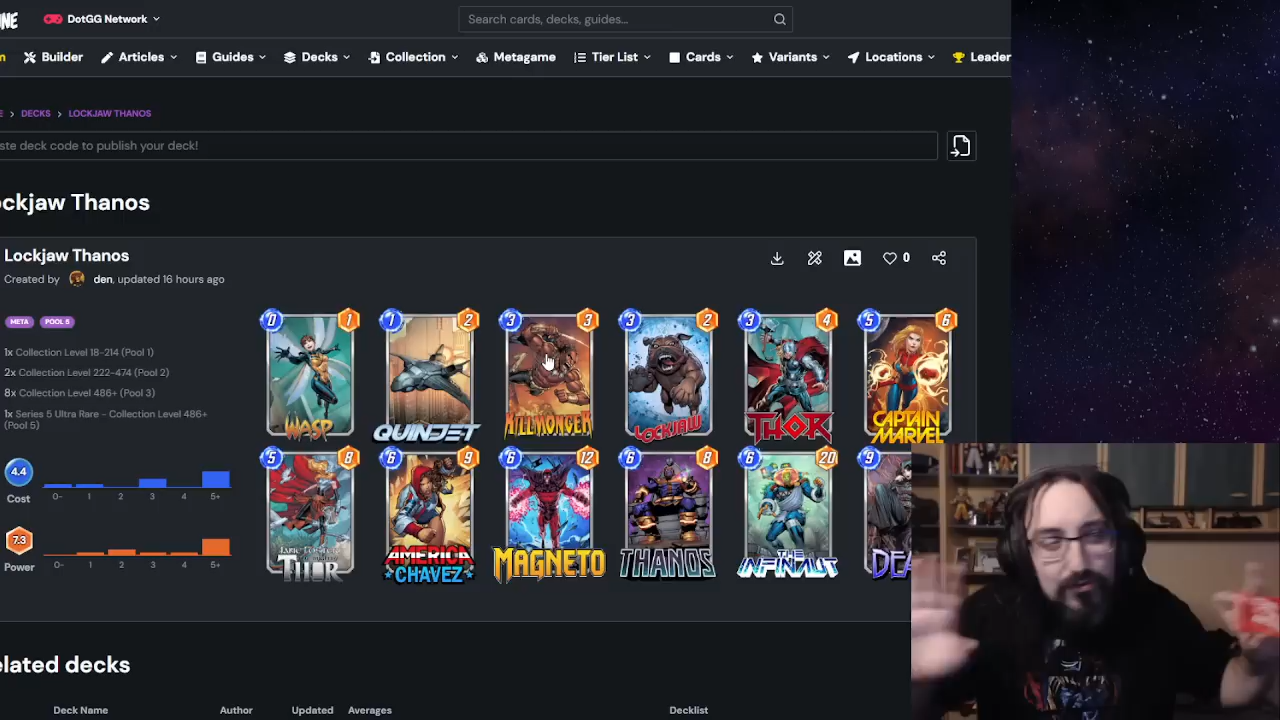 NE
DotGG Network
Search cards, decks, guides...
Builder
Articles
Guides
Decks
Collection
Metagame
Tier List
Cards
Variants
Locations
Leader
E > DECKS > LOCKJAW THANOS
ste deck code to publish your deck!
ockjaw Thanos
Lockjaw Thanos
Created by den, updated 16 hours ago
0
META POOL 5
1x Collection Level 18-214 (Pool 1)
2x Collection Level 222-474 (Pool 2)
8x Collection Level 486+ (Pool 3)
1x Series 5 Ultra Rare - Collection Level 486+
(Pool 5)
4.4
Cost
0- 1 2 3 4 5+
7.3
Power
0- 1 2 3 4 5+
0 1 1 2 3 3 3 2 3 4 5 6
WASP QUINJET KILLMONGER LOCKJAW THOR CAPTAIN MARVEL
5 8 6 9 6 12 6 8 6 20 9
JANE FOSTER THOR AMERICA CHAVEZ MAGNETO THANOS THE INFINAUT DEA
elated decks
Deck Name Author Updated Averages Decklist